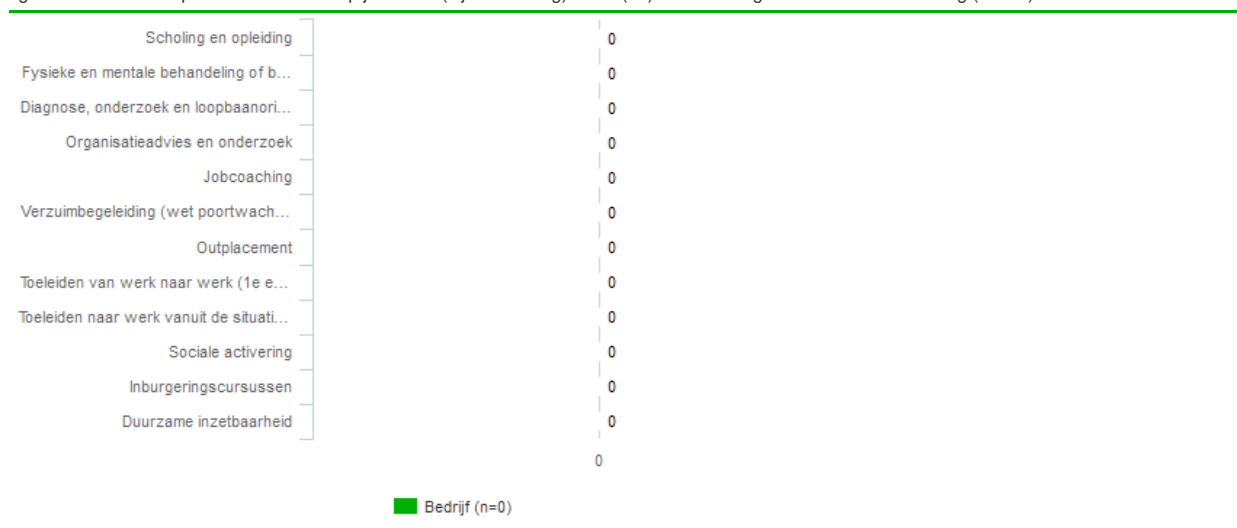 Scholing en opleiding 0
Fysieke en mentale behandeling of b... 0
Diagnose, onderzoek en loopbaanori... 0
Organisatieadvies en onderzoek 0
Jobcoaching 0
Verzuimbegeleiding (wet poortwach... 0
Outplacement 0
Toeleiden van werk naar werk (1e e... 0
Toeleiden naar werk vanuit de situati... 0
Sociale activering 0
Inburgeringscursussen 0
Duurzame inzetbaarheid 0
0
Bedrijf (n=0)